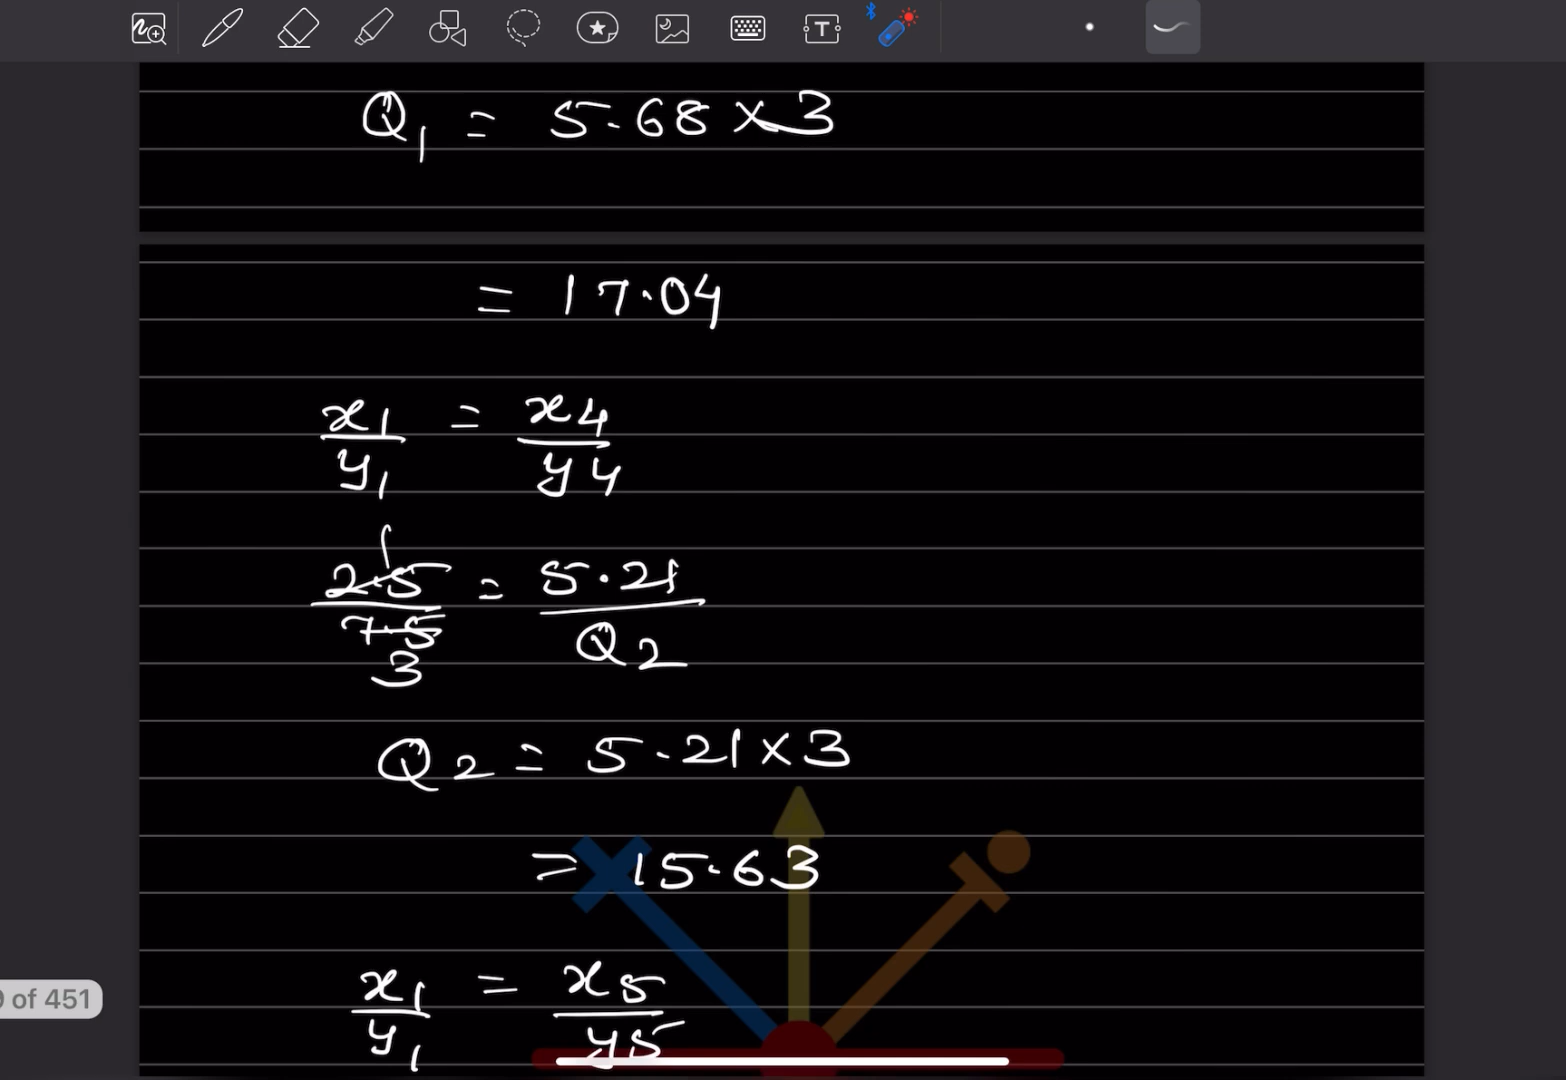 Q₁ = 5.68 × 3
= 17.04
x₁/y₁ = x₄/y₄
1
2.5/7.5 = 5.21/Q₂
3
Q₂ = 5.21 × 3
= 15.63
x₁/y₁ = x₅/y₅
of 451